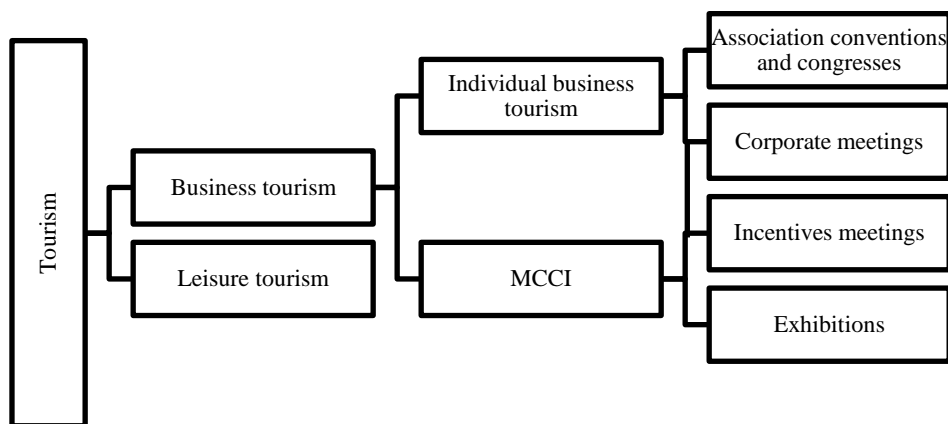 Tourism
Business tourism
Leisure tourism
Individual business
tourism
MCCI
Association conventions
and congresses
Corporate meetings
Incentives meetings
Exhibitions